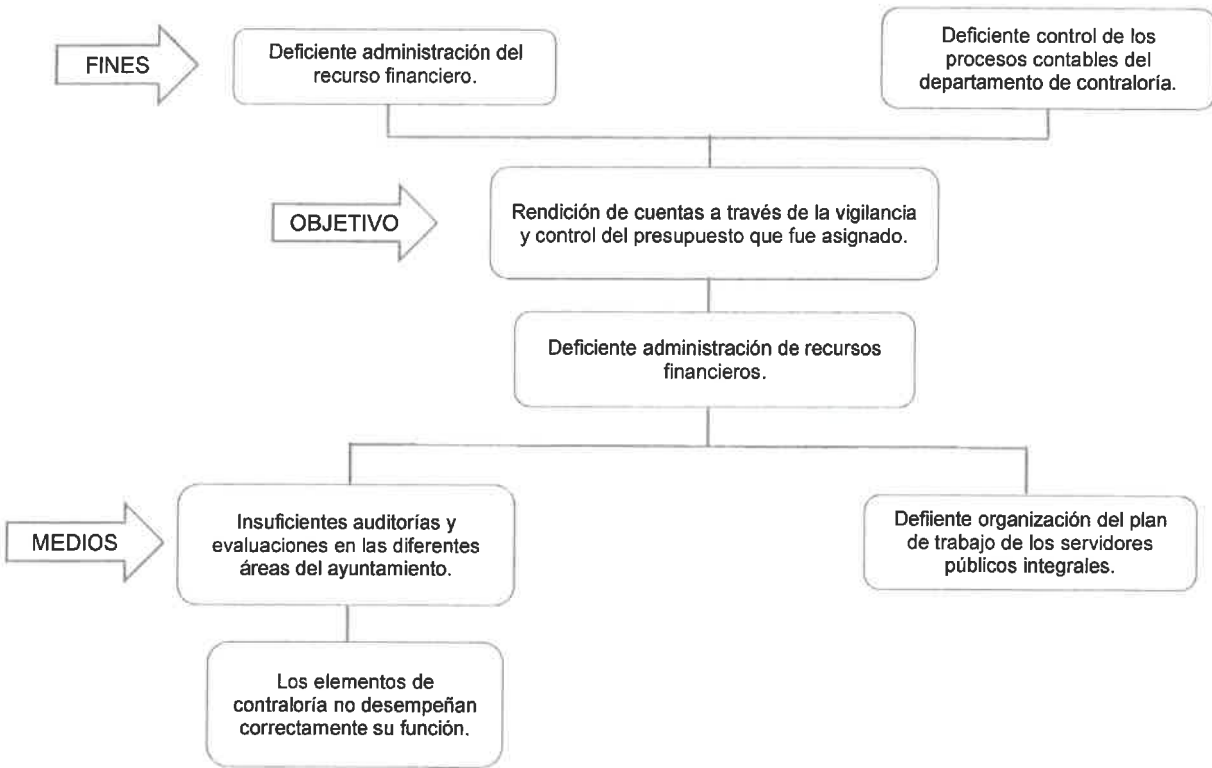 FINES
Deficiente administración del
recurso financiero.
Deficiente control de los
procesos contables del
departamento de contraloría.
OBJETIVO
Rendición de cuentas a través de la vigilancia
y control del presupuesto que fue asignado.
Deficiente administración de recursos
financieros.
MEDIOS
Insuficientes auditorías y
evaluaciones en las diferentes
áreas del ayuntamiento.
Defiiente organización del plan
de trabajo de los servidores
públicos integrales.
Los elementos de
contraloría no desempeñan
correctamente su función.